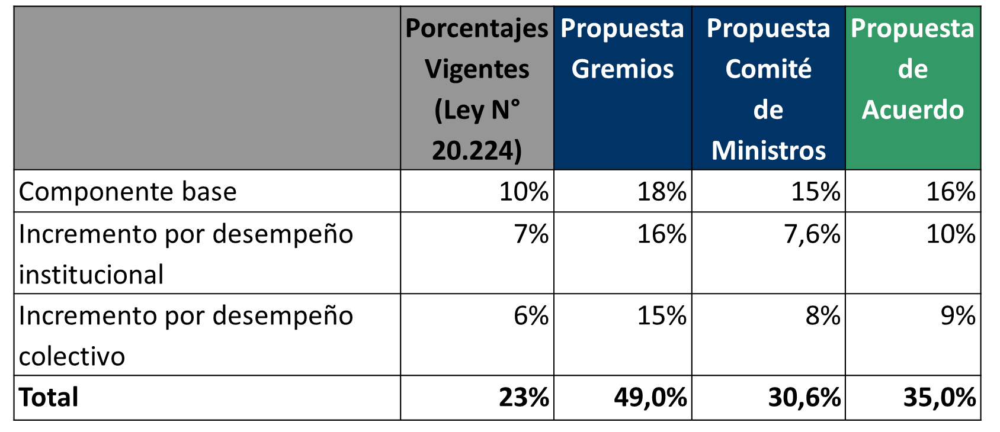 Porcentajes Vigentes (Ley N° 20.224) Propuesta Gremios Propuesta Comité de Ministros Propuesta de Acuerdo
Componente base 10% 18% 15% 16%
Incremento por desempeño institucional 7% 16% 7,6% 10%
Incremento por desempeño colectivo 6% 15% 8% 9%
Total 23% 49,0% 30,6% 35,0%